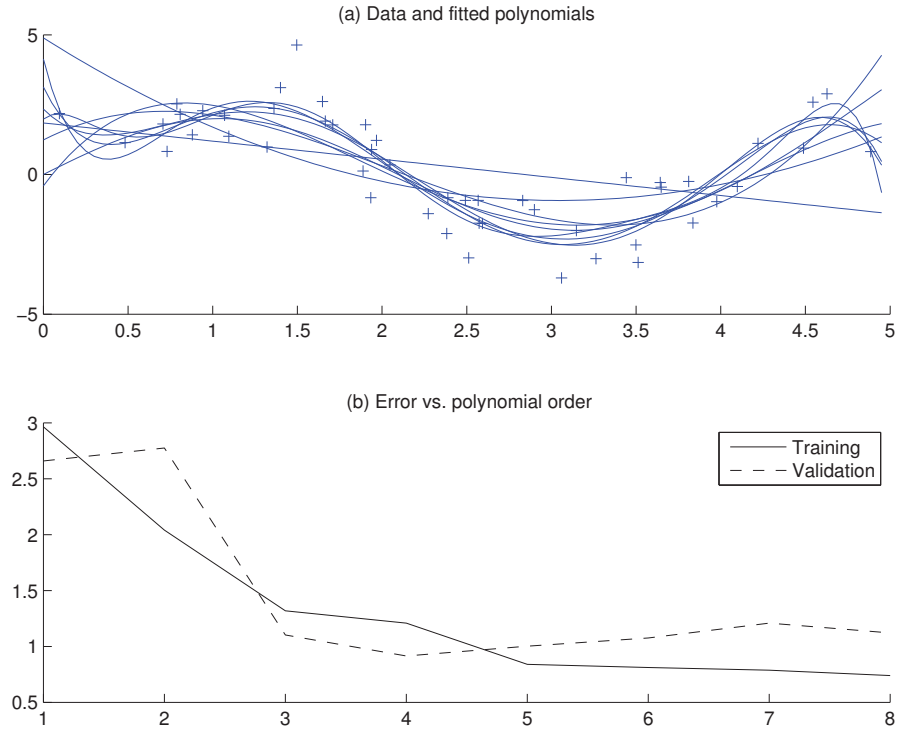 (a) Data and fitted polynomials
5
0
−5
0 0.5 1 1.5 2 2.5 3 3.5 4 4.5 5
(b) Error vs. polynomial order
3
2.5
2
1.5
1
0.5
Training
Validation
1 2 3 4 5 6 7 8